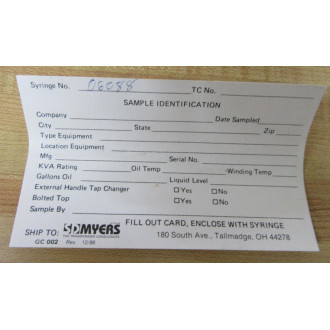 Syringe No. 06088 TC No.
SAMPLE IDENTIFICATION
Company Date Sampled
City State Zip
Type Equipment
Location Equipment
Mfg Serial No.
KVA Rating Oil Temp Winding Temp
Gallons Oil Liquid Level
External Handle Tap Changer Yes No
Bolted Top Yes No
Sample By
FILL OUT CARD, ENCLOSE WITH SYRINGE
SHIP TO: SDMYERS 180 South Ave., Tallmadge, OH 44278
GC 002 Rev.